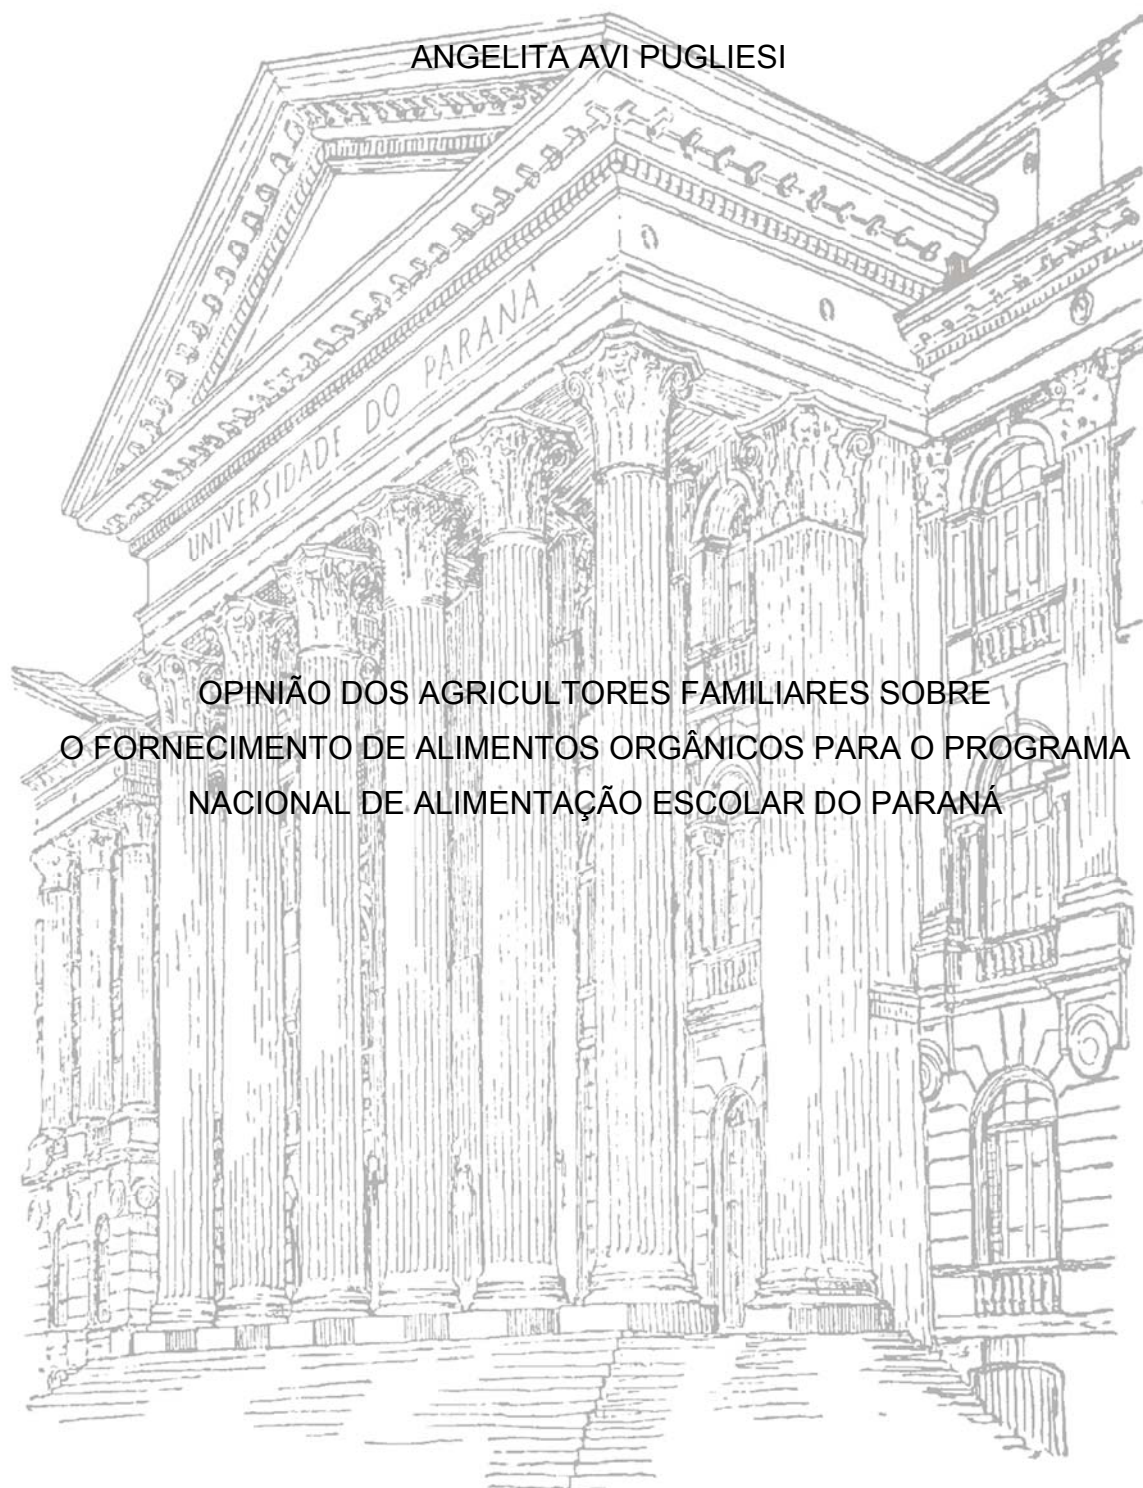 ANGELITA AVI PUGLIESI
UNIVERSIDADE DO PARANÁ
OPINIÃO DOS AGRICULTORES FAMILIARES SOBRE
O FORNECIMENTO DE ALIMENTOS ORGÂNICOS PARA O PROGRAMA
NACIONAL DE ALIMENTAÇÃO ESCOLAR DO PARANÁ